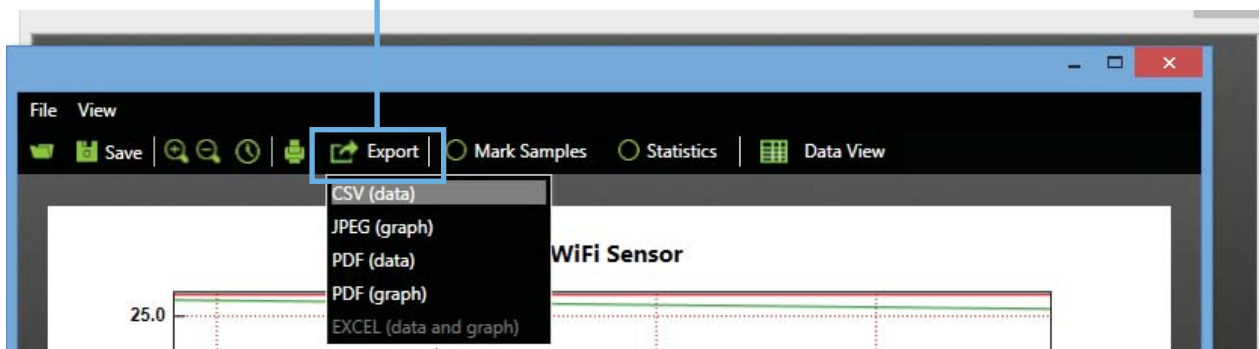 File View
Save Export Mark Samples Statistics Data View
CSV (data)
JPEG (graph)
PDF (data)
PDF (graph)
EXCEL (data and graph)
WiFi Sensor
25.0